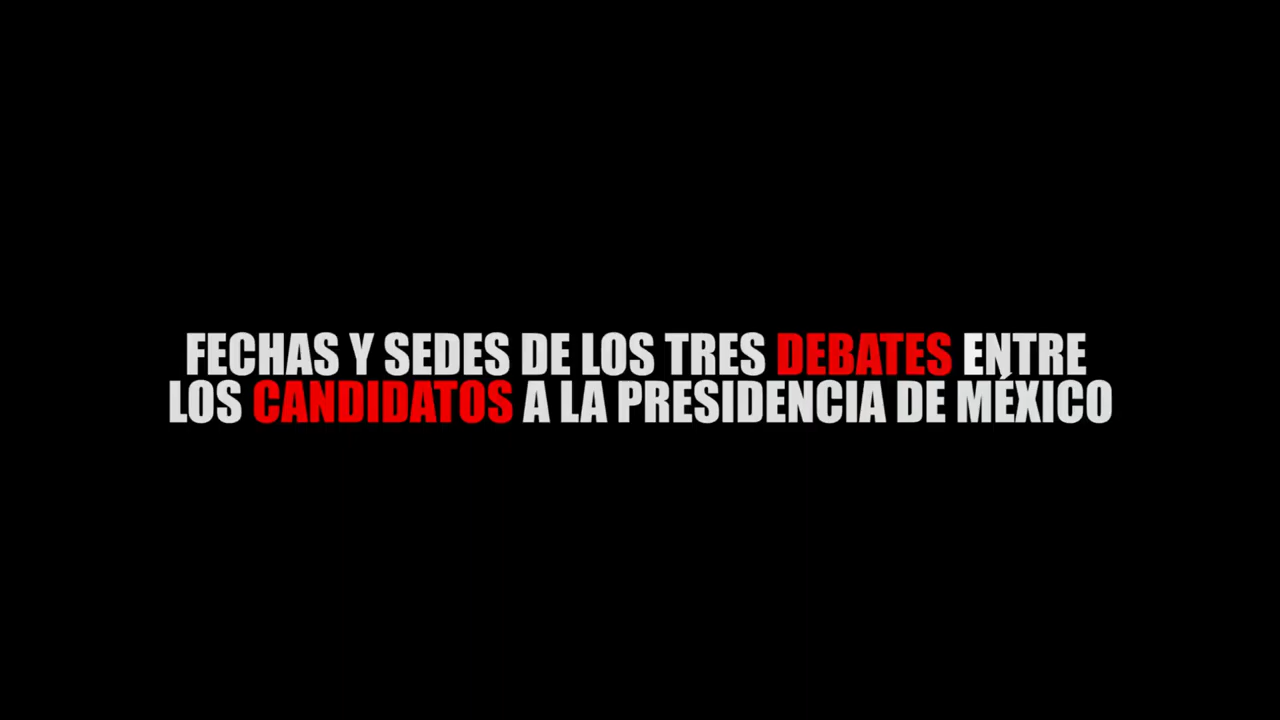 FECHAS Y SEDES DE LOS TRES DEBATES ENTRE
LOS CANDIDATOS A LA PRESIDENCIA DE MÉXICO